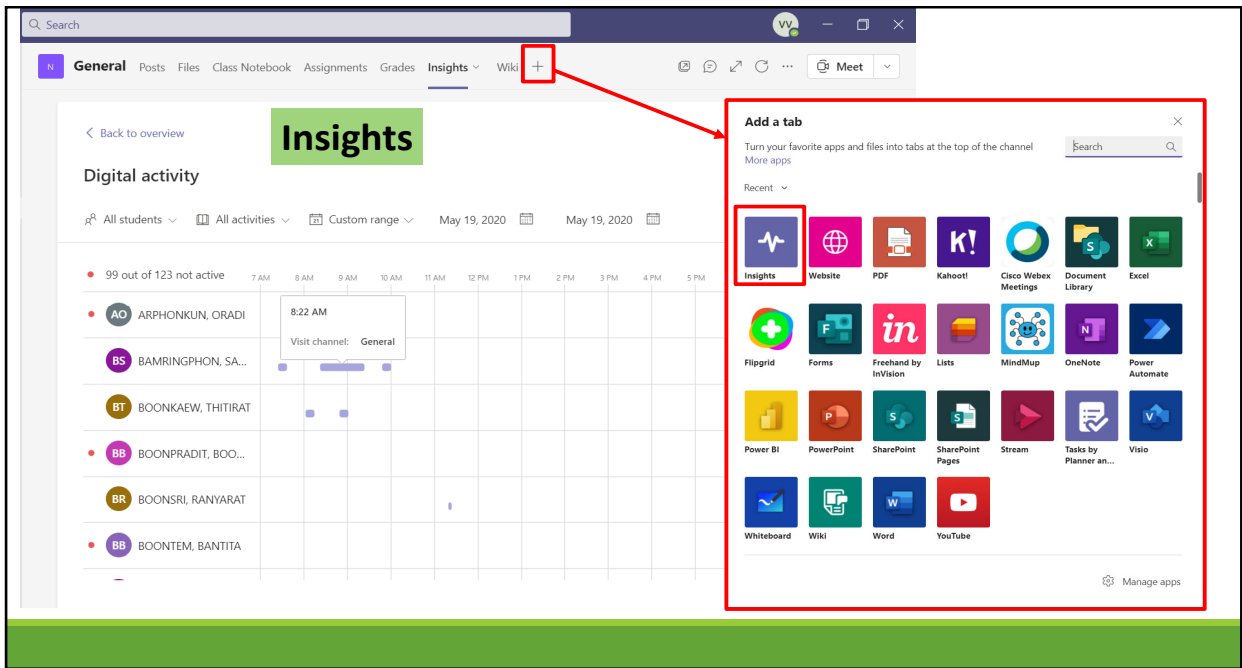 Search
VV
N General Posts Files Class Notebook Assignments Grades Insights Wiki + ... Meet
Back to overview
Insights
Digital activity
All students All activities 21 Custom range May 19, 2020 May 19, 2020
99 out of 123 not active 7 AM 8 AM 9 AM 10 AM 11 AM 12 PM 1 PM 2 PM 3 PM 4 PM 5 PM
AO ARPHONKUN, ORADI
8:22 AM
Visit channel: General
BS BAMRINGPHON, SA...
BT BOONKAEW, THITIRAT
BB BOONPRADIT, BOO...
BR BOONSRI, RANYARAT
BB BOONTEM, BANTITA
Add a tab
Turn your favorite apps and files into tabs at the top of the channel
More apps
Search
Recent
K!
S
X
Insights Website PDF Kahoot! Cisco Webex Meetings Document Library Excel
F
in
N
Flipgrid Forms Freehand by InVision Lists MindMup OneNote Power Automate
P
S
S
V
Power BI PowerPoint SharePoint SharePoint Pages Stream Tasks by Planner an... Visio
W
Whiteboard Wiki Word YouTube
Manage apps